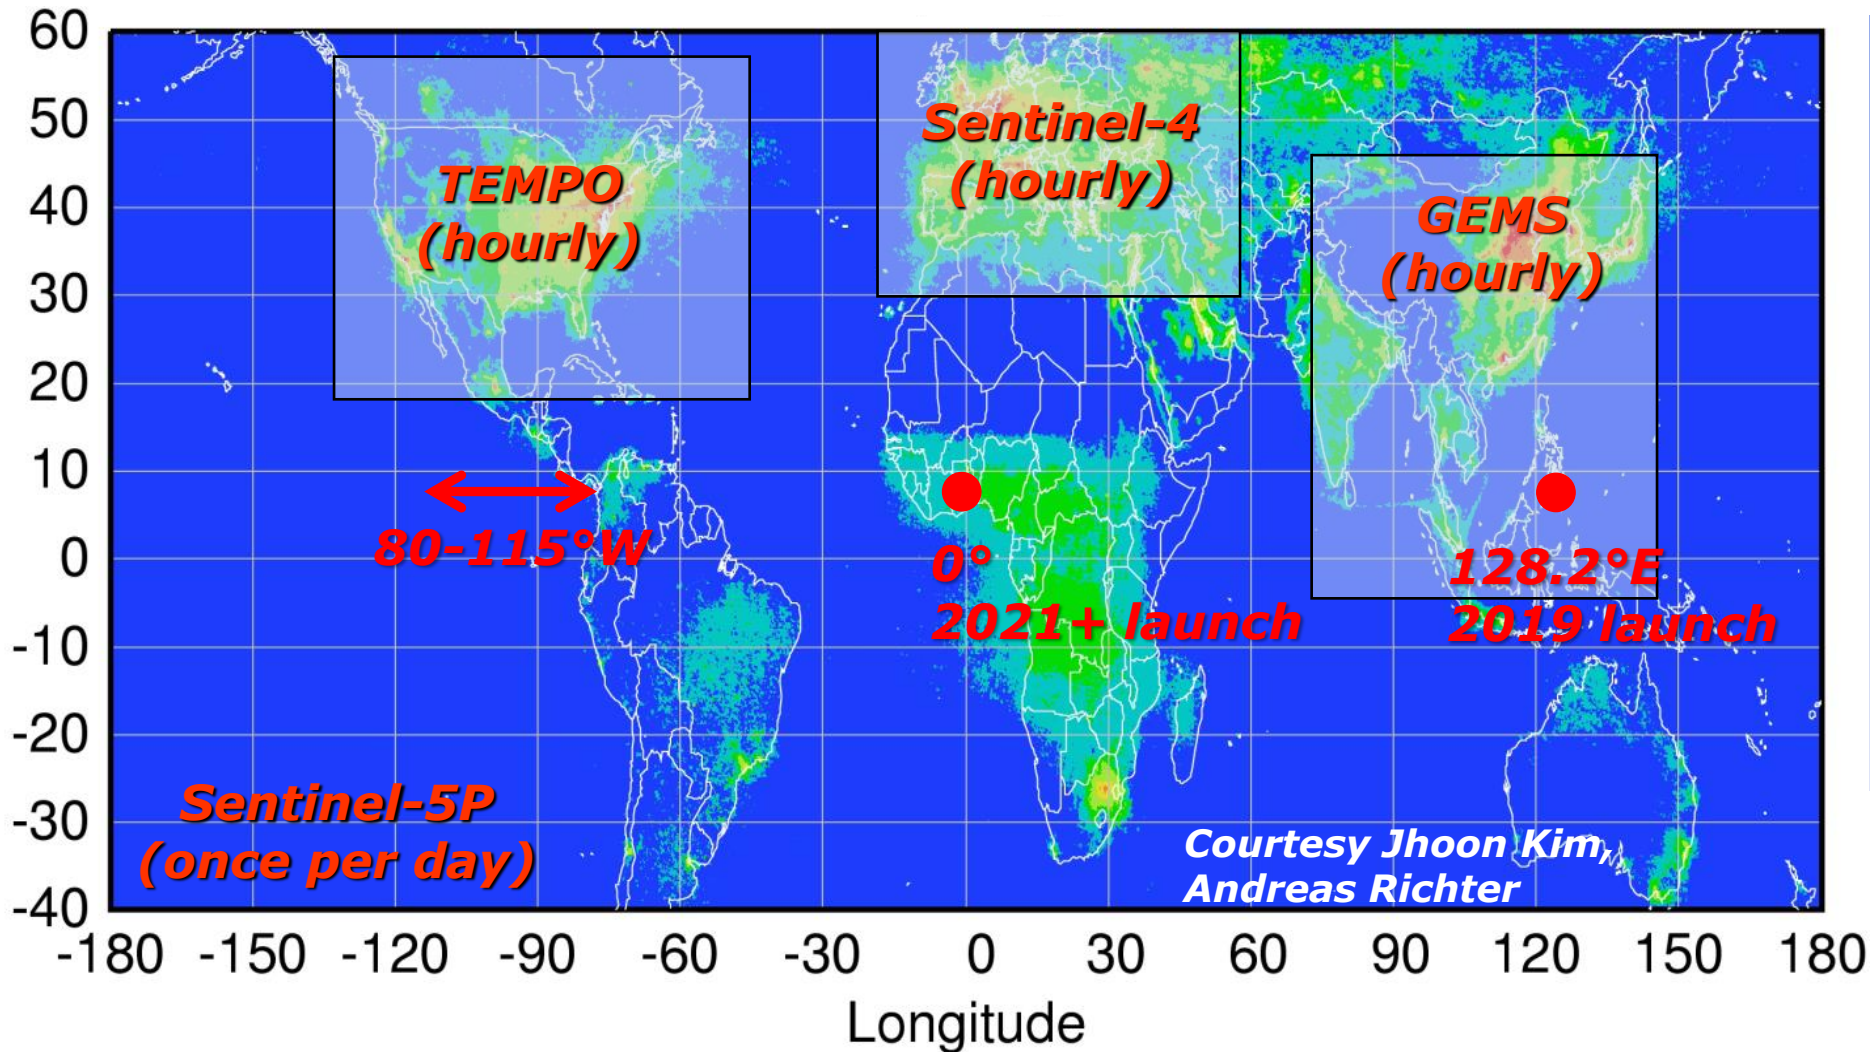 60
50
40
30
20
10
0
-10
-20
-30
-40
TEMPO
(hourly)
Sentinel-4
(hourly)
GEMS
(hourly)
80-115°W
0°
2021+ launch
128.2°E
2019 launch
Sentinel-5P
(once per day)
Courtesy Jhoon Kim,
Andreas Richter
-180 -150 -120 -90 -60 -30 0 30 60 90 120 150 180
Longitude